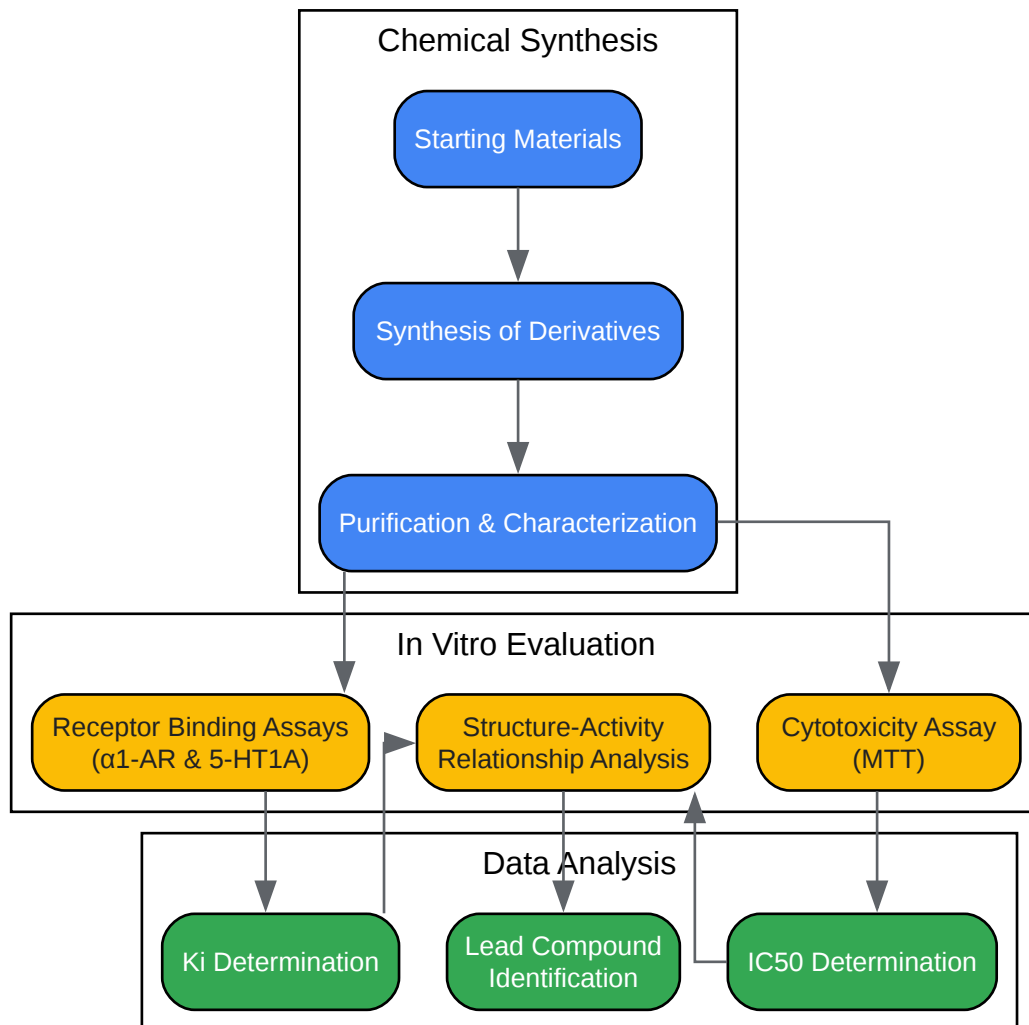 Chemical Synthesis
Starting Materials
Synthesis of Derivatives
Purification & Characterization
In Vitro Evaluation
Receptor Binding Assays
(α1-AR & 5-HT1A)
Structure-Activity
Relationship Analysis
Cytotoxicity Assay
(MTT)
Data Analysis
Ki Determination
Lead Compound
Identification
IC50 Determination